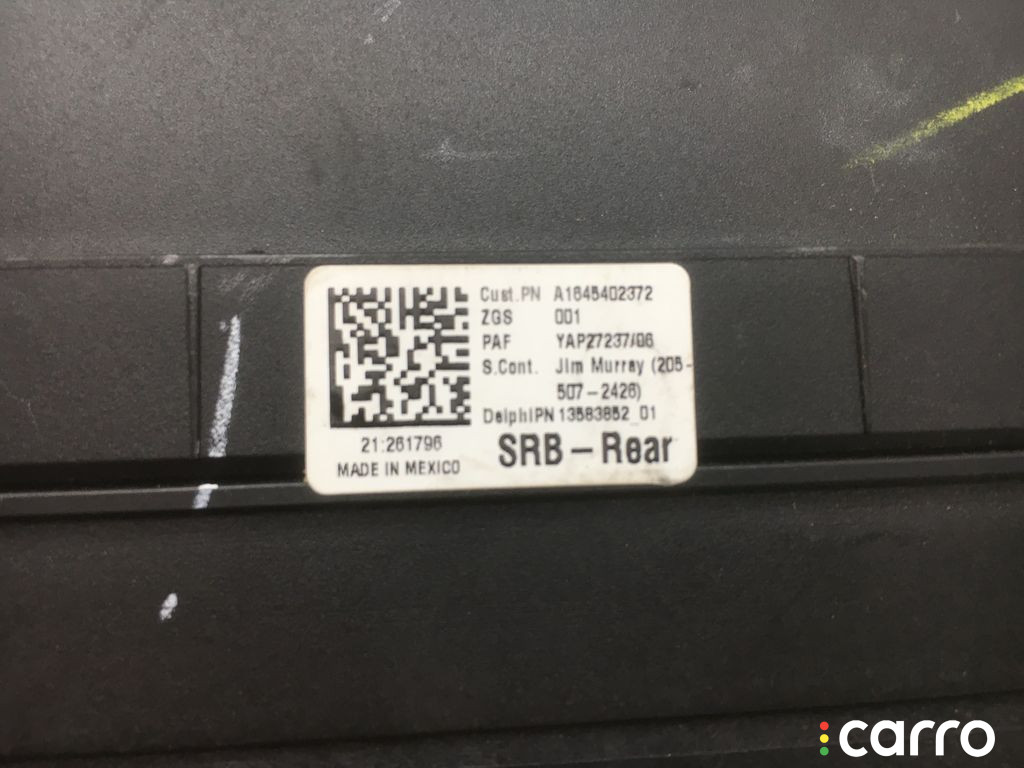 Cust.PN A1645402372
ZGS 001
PAF YAP27237/06
S.Cont. Jim Murray (205-
507-2426)
DelphiPN 13583852_01
21:261796
MADE IN MEXICO
SRB-Rear
carro